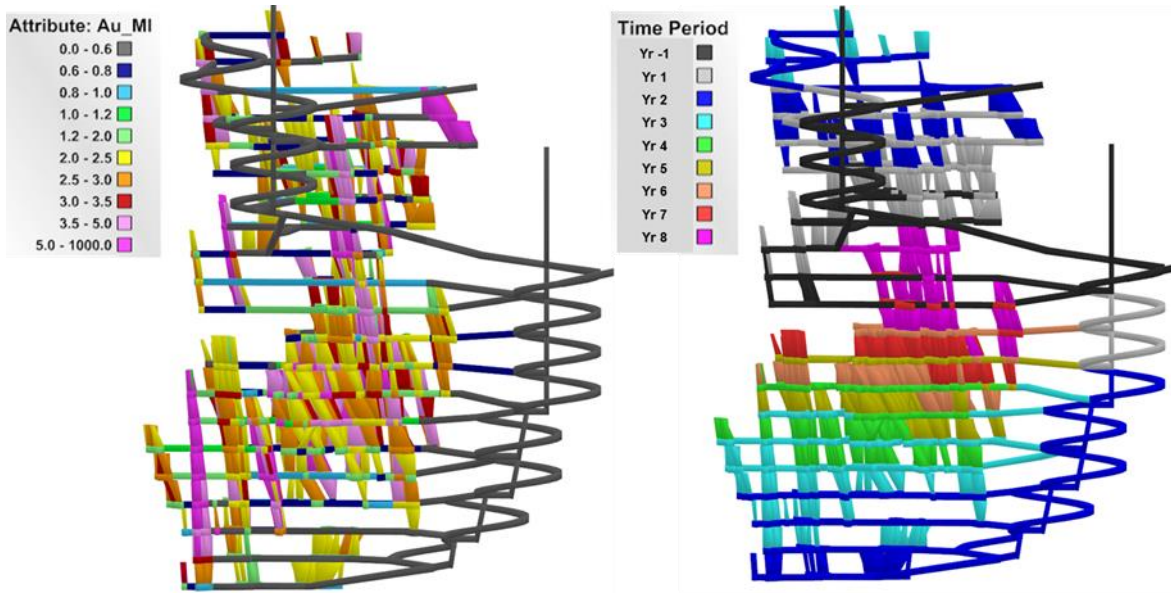 Attribute: Au_MI
0.0 - 0.6
0.6 - 0.8
0.8 - 1.0
1.0 - 1.2
1.2 - 2.0
2.0 - 2.5
2.5 - 3.0
3.0 - 3.5
3.5 - 5.0
5.0 - 1000.0
Time Period
Yr -1
Yr 1
Yr 2
Yr 3
Yr 4
Yr 5
Yr 6
Yr 7
Yr 8